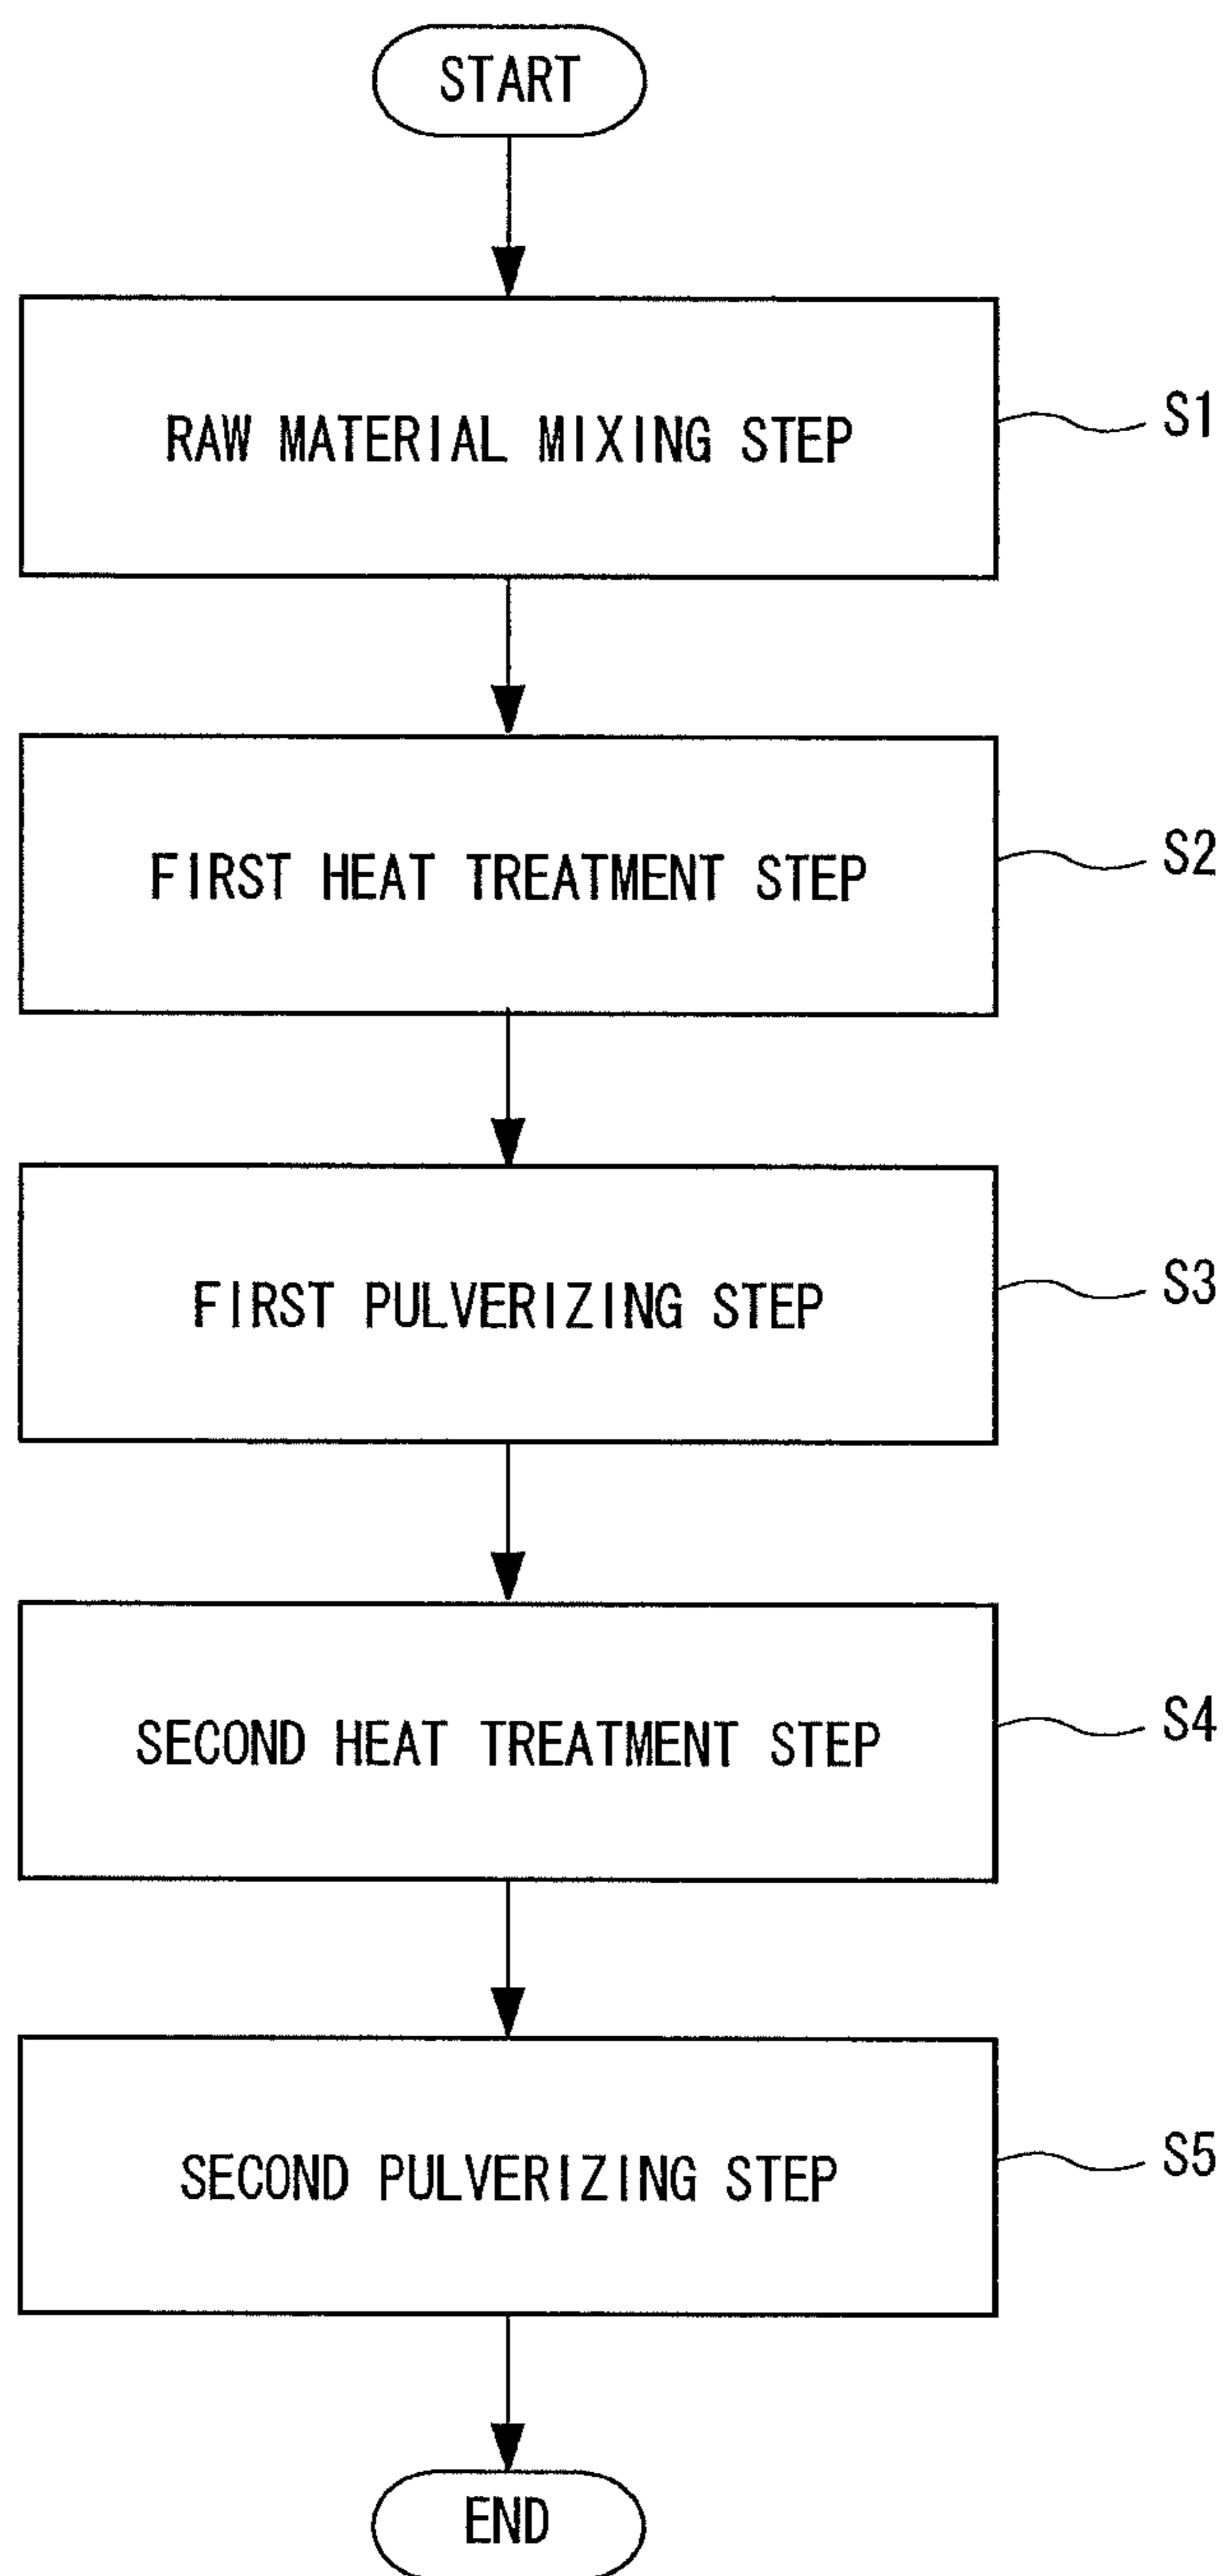 START
RAW MATERIAL MIXING STEP
S1
FIRST HEAT TREATMENT STEP
S2
FIRST PULVERIZING STEP
S3
SECOND HEAT TREATMENT STEP
S4
SECOND PULVERIZING STEP
S5
END